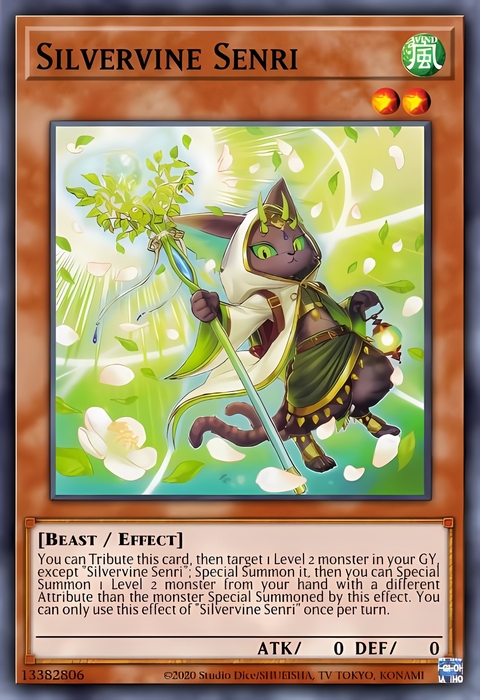 Silvervine Senri
WIND
風
[Beast / Effect]
You can Tribute this card, then target 1 Level 2 monster in your GY,
except "Silvervine Senri"; Special Summon it, then you can Special
Summon 1 Level 2 monster from your hand with a different
Attribute than the monster Special Summoned by this effect. You
can only use this effect of "Silvervine Senri" once per turn.
ATK/ 0 DEF/ 0
13382806 ©2020 Studio Dice/SHUEISHA, TV TOKYO, KONAMI